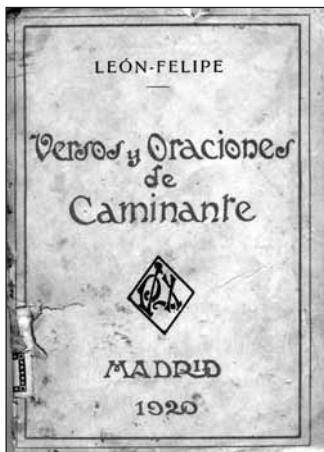 LEÓN-FELIPE
Versos y Oraciones
de
Caminante
MADRID
1920